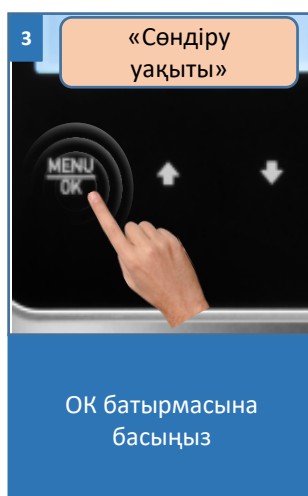 3
«Сөндіру
уақыты»
MENU
OK
ОК батырмасына
басыңыз